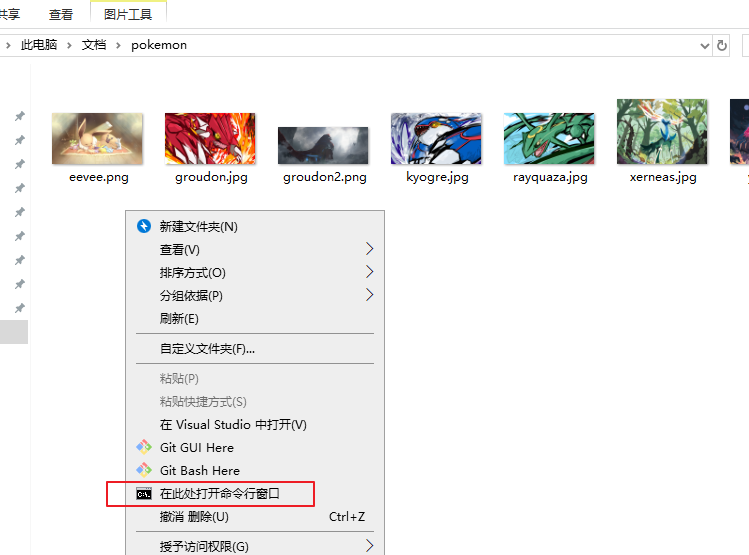 共享 查看 图片工具
此电脑 文档 pokemon
eevee.png groudon.jpg groudon2.png kyogre.jpg rayquaza.jpg xerneas.jpg
新建文件夹(N)
查看(V)
排序方式(O)
分组依据(P)
刷新(E)
自定义文件夹(F)...
粘贴(P)
粘贴快捷方式(S)
在 Visual Studio 中打开(V)
Git GUI Here
Git Bash Here
C:\. 在此处打开命令行窗口
撤消 删除(U) Ctrl+Z
授予访问权限(G)